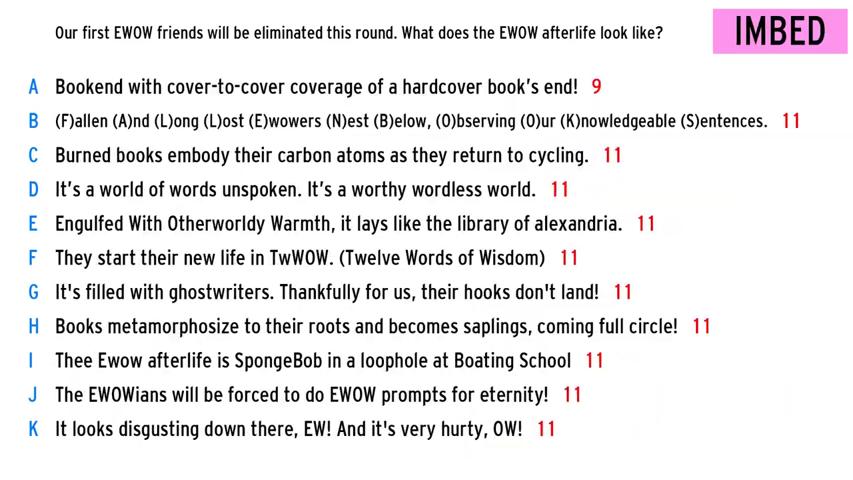 Our first EWOW friends will be eliminated this round. What does the EWOW afterlife look like?
IMBED
A Bookend with cover-to-cover coverage of a hardcover book's end! 9
B (F)allen (A)nd (L)ong (L)ost (E)wowers (N)est (B)elow, (O)bserving (O)ur (K)nowledgeable (S)entences. 11
C Burned books embody their carbon atoms as they return to cycling. 11
D It's a world of words unspoken. It's a worthy wordless world. 11
E Engulfed With Otherworldy Warmth, it lays like the library of alexandria. 11
F They start their new life in TwWOW. (Twelve Words of Wisdom) 11
G It's filled with ghostwriters. Thankfully for us, their hooks don't land! 11
H Books metamorphosize to their roots and becomes saplings, coming full circle! 11
I Thee Ewow afterlife is SpongeBob in a loophole at Boating School 11
J The EWOWians will be forced to do EWOW prompts for eternity! 11
K It looks disgusting down there, EW! And it's very hurty, OW! 11